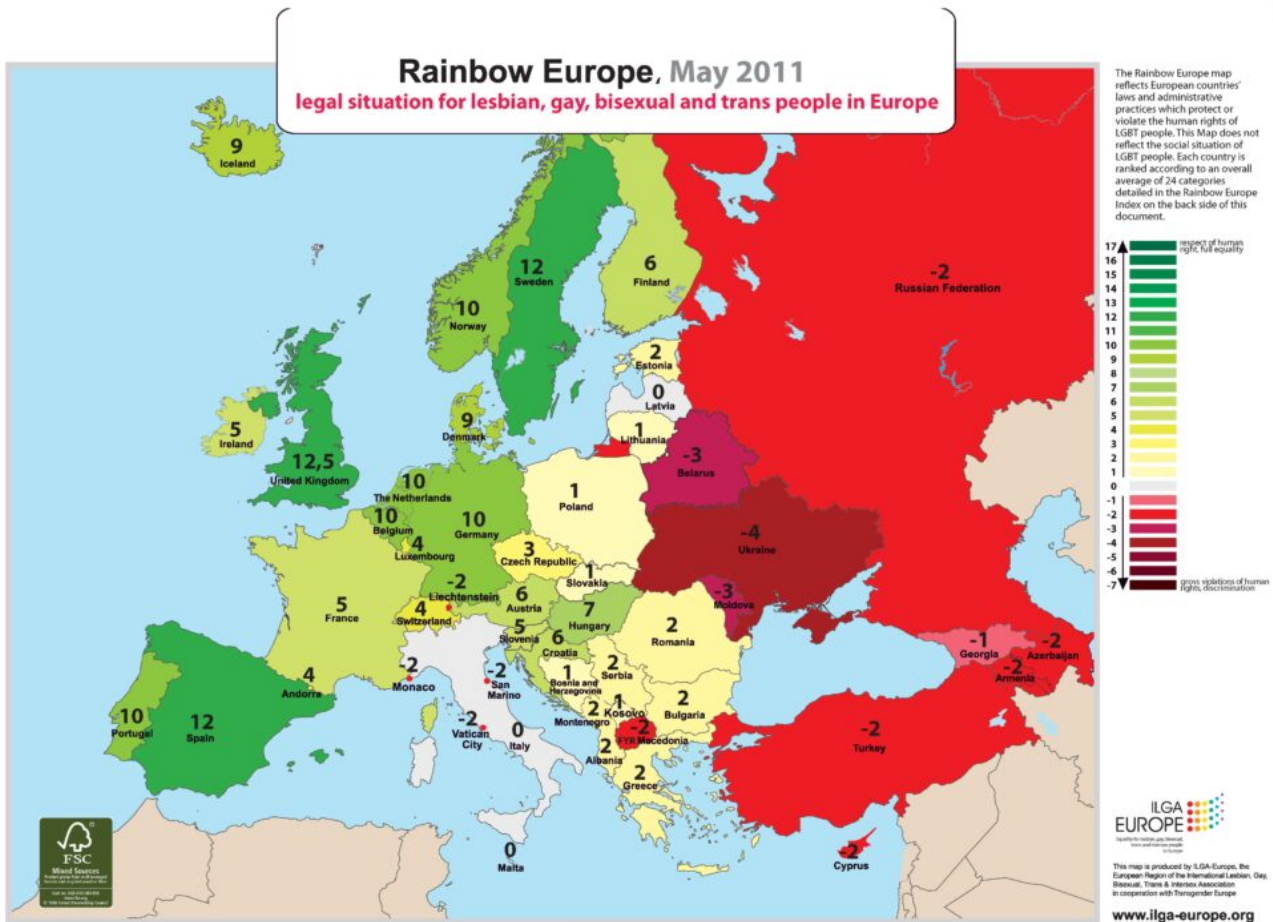 Rainbow Europe, May 2011
legal situation for lesbian, gay, bisexual and trans people in Europe
The Rainbow Europe map
reflects European countries'
laws and administrative
practices which protect or
violate the human rights of
LGBT people. This Map does not
reflect the social situation of
LGBT people. Each country is
ranked according to an overall
average of 24 categories
detailed in the Rainbow Europe
Index on the back side of this
document.
17
respect of human
right, full equality
16
15
14
13
12
11
10
9
8
7
6
5
4
3
2
1
0
-1
-2
-3
-4
-5
-6
-7
gross violations of human
rights, discrimination
9
Iceland
12
Sweden
6
Finland
-2
Russian Federation
10
Norway
2
Estonia
0
Latvia
1
Lithuania
9
Denmark
5
Ireland
12,5
United Kingdom
-3
Belarus
10
The Netherlands
10
Belgium
10
Germany
1
Poland
4
Luxembourg
3
Czech Republic
-4
Ukraine
1
Slovakia
-2
Liechtenstein
6
Austria
7
Hungary
-3
Moldova
5
France
4
Switzerland
5
Slovenia
6
Croatia
2
Romania
-1
Georgia
-2
Azerbaijan
-2
Armenia
4
Andorra
-2
Monaco
-2
San
Marino
1
Bosnia and
Herzegovina
2
Serbia
10
Portugal
12
Spain
-2
Vatican
City
0
Italy
2
Montenegro
1
Kosovo
2
Bulgaria
-2
FYR Macedonia
2
Albania
2
Greece
-2
Turkey
0
Malta
-2
Cyprus
FSC
Mixed Sources
ILGA
EUROPE
Equality for lesbian, gay, bisexual,
trans and intersex people
in Europe
This map is produced by ILGA-Europe, the
European Region of the International Lesbian, Gay,
Bisexual, Trans & Intersex Association
in cooperation with Transgender Europe
www.ilga-europe.org